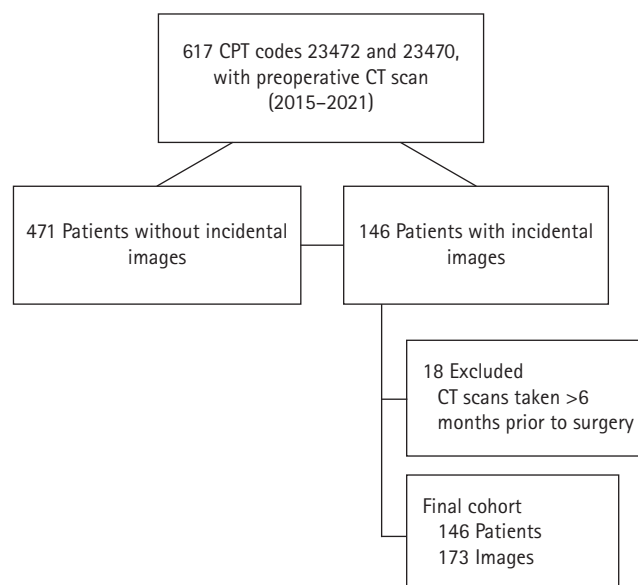 617 CPT codes 23472 and 23470,
with preoperative CT scan
(2015–2021)
471 Patients without incidental
images
146 Patients with incidental
images
18 Excluded
CT scans taken >6
months prior to surgery
Final cohort
146 Patients
173 Images